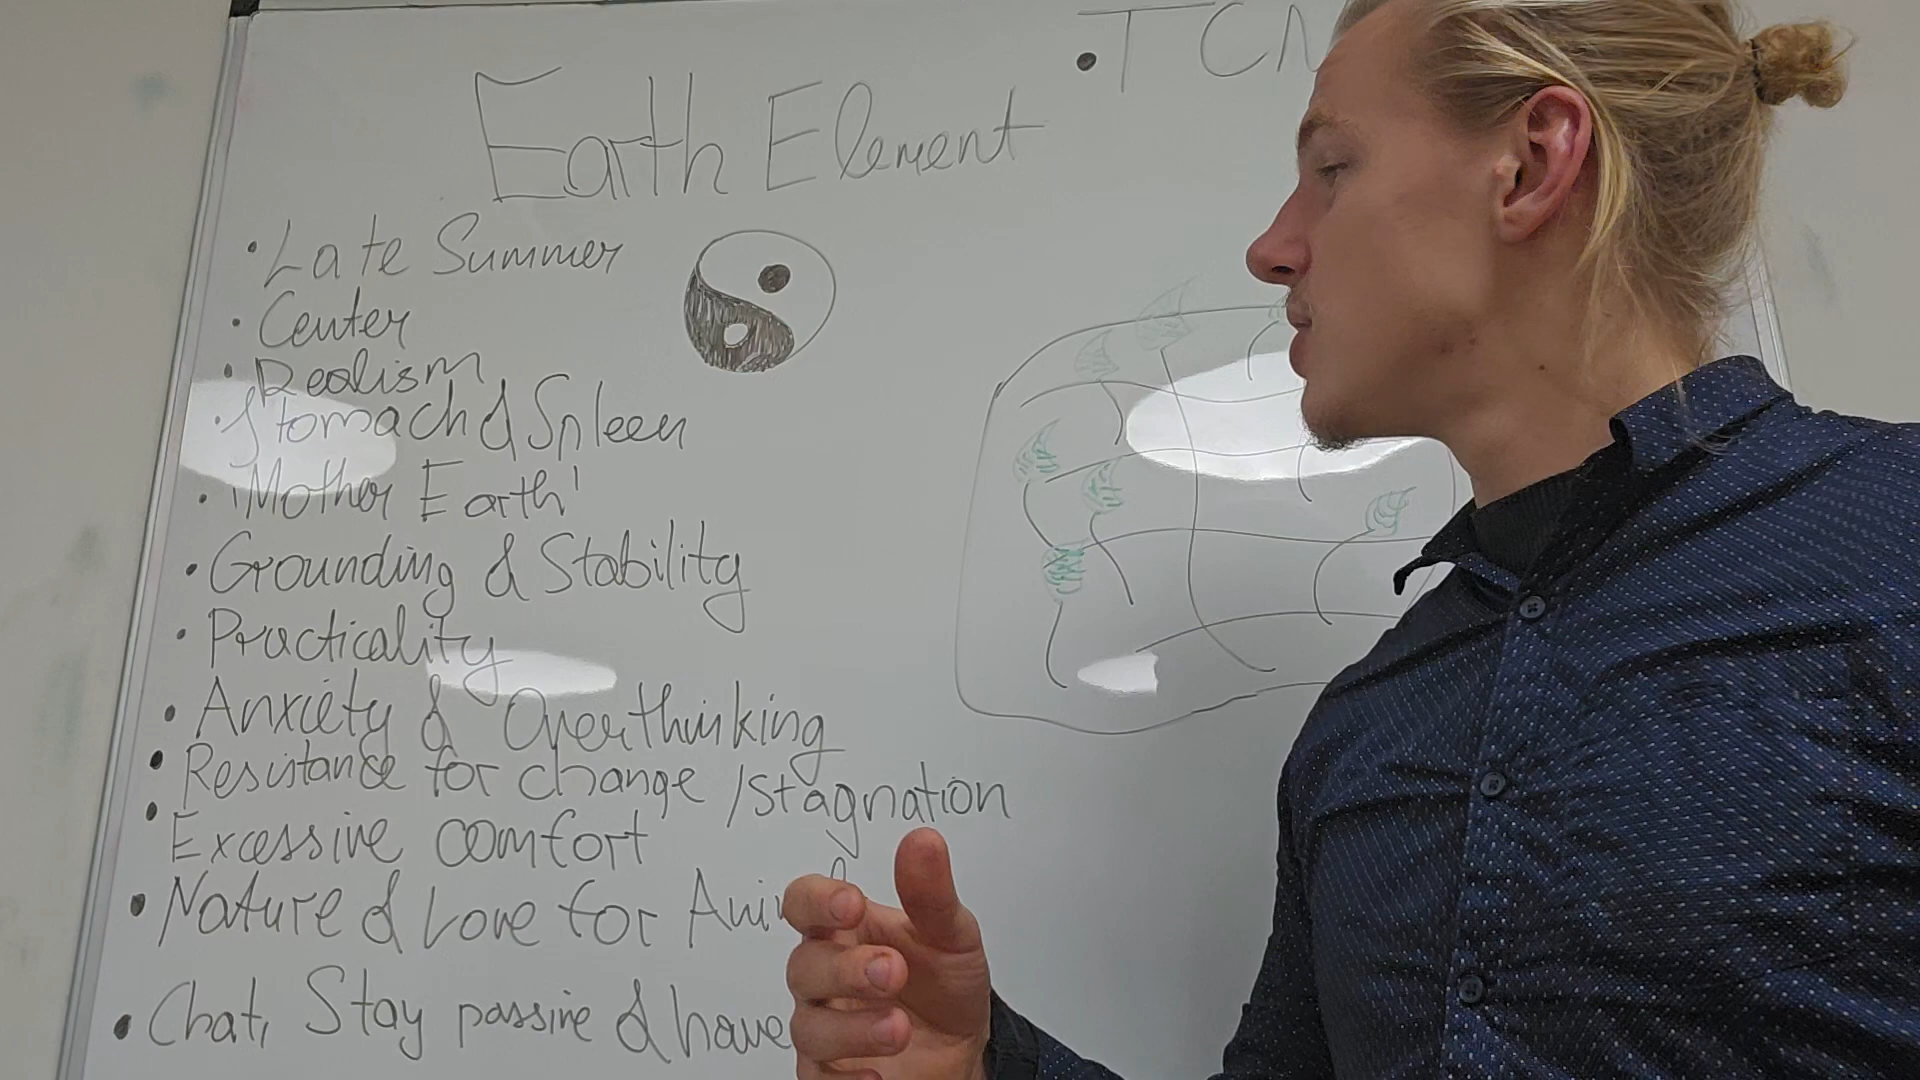 • TCM
Earth Element
• Late Summer
• Center
• Realism
• Stomach & Spleen
• 'Mother Earth'
• Grounding & Stability
• Practicality
• Anxiety & Overthinking
• Resistance for change /stagnation
• Excessive comfort
• Nature & Love for
• Chat, Stay passive & have